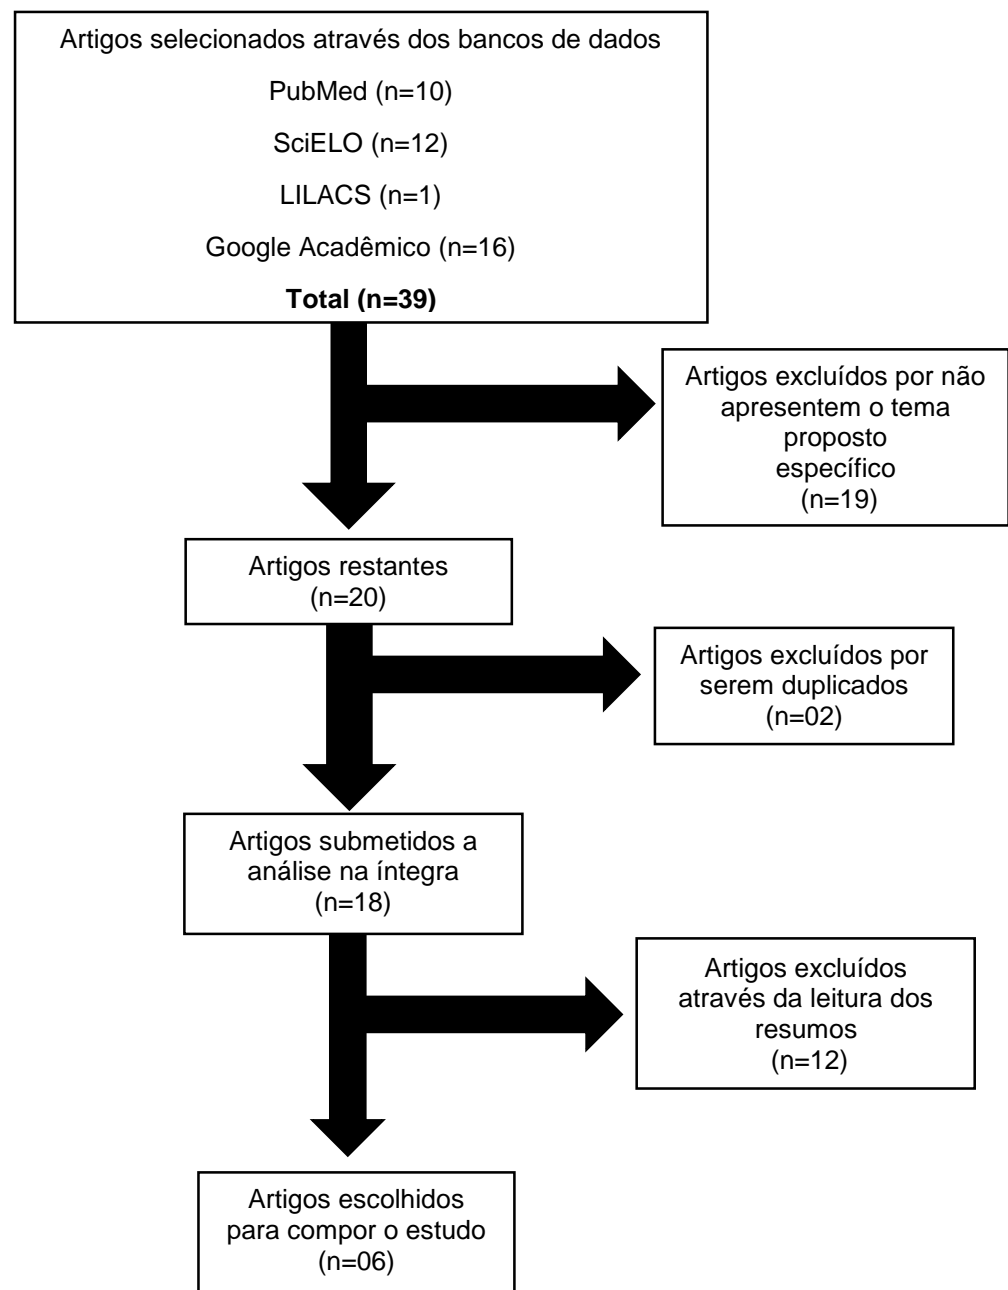 Artigos selecionados através dos bancos de dados
PubMed (n=10)
SciELO (n=12)
LILACS (n=1)
Google Acadêmico (n=16)
Total (n=39)
Artigos excluídos por não
apresentem o tema
proposto
específico
(n=19)
Artigos restantes
(n=20)
Artigos excluídos por
serem duplicados
(n=02)
Artigos submetidos a
análise na íntegra
(n=18)
Artigos excluídos
através da leitura dos
resumos
(n=12)
Artigos escolhidos
para compor o estudo
(n=06)